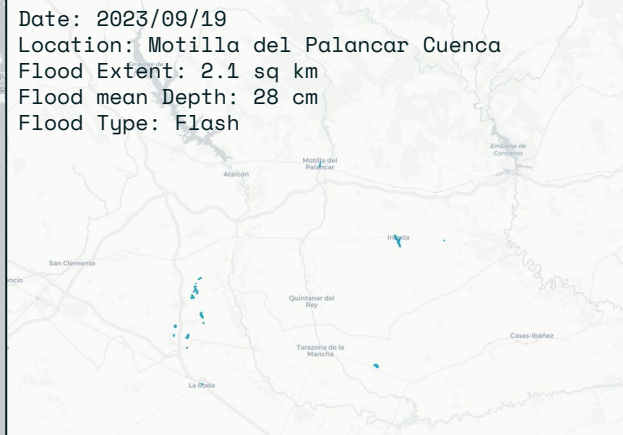 Date: 2023/09/19
Location: Motilla del Palancar Cuenca
Flood Extent: 2.1 sq km
Flood mean Depth: 28 cm
Flood Type: Flash
Embalse de
Contreras
Motilla del
Palancar
Alarcón
Iniesta
San Clemente
encio
Quintanar del
Rey
Casas-Ibáñez
Tarazona de la
Mancha
La Roda